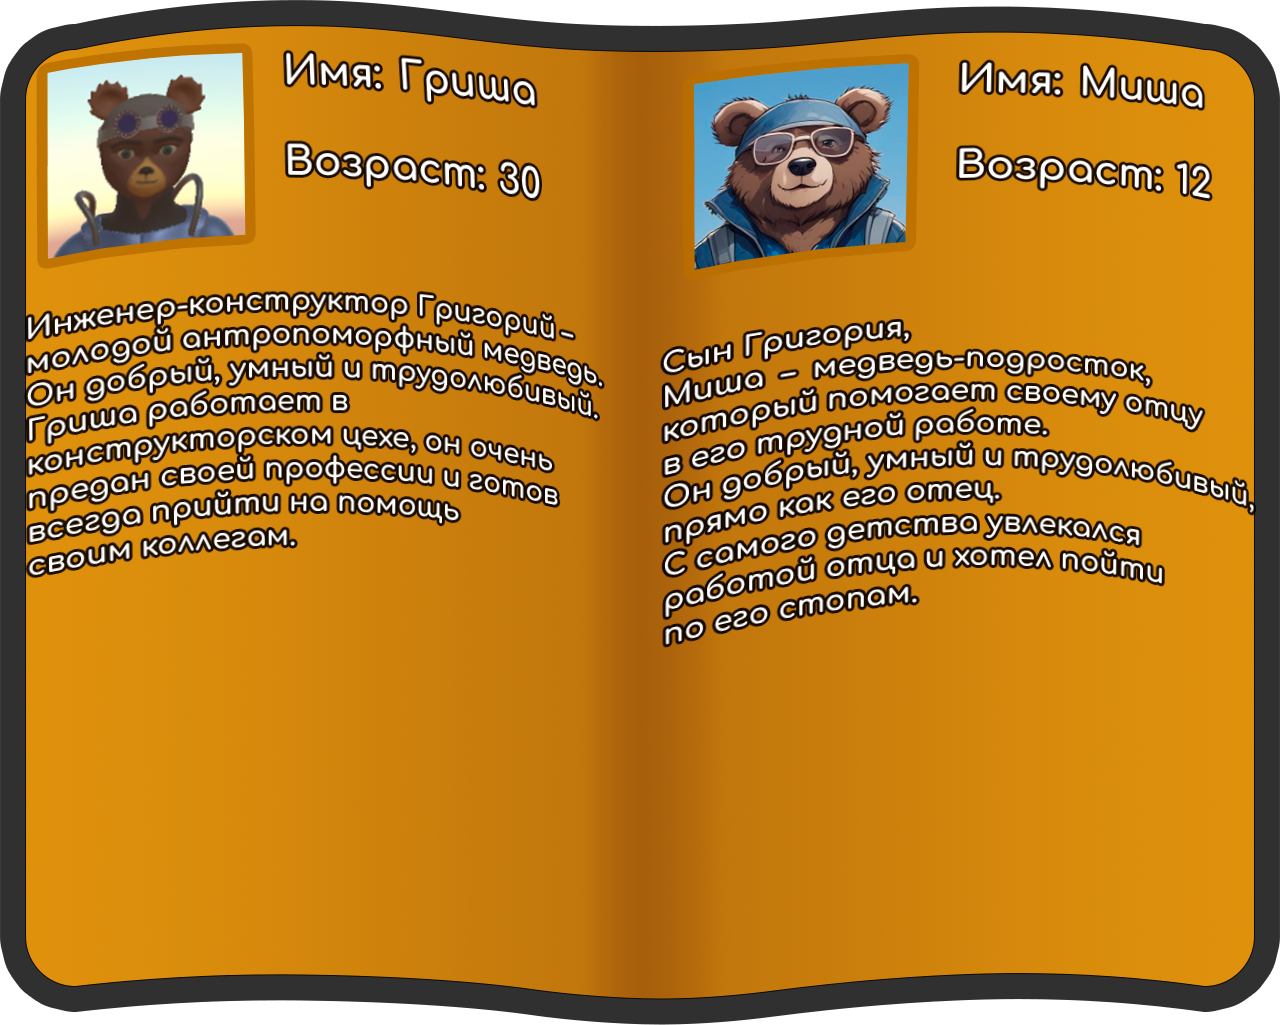 Имя: Гриша
Возраст: 30
Инженер-конструктор Григорий –
молодой антропоморфный медведь.
Он добрый, умный и трудолюбивый.
Гриша работает в
конструкторском цехе, он очень
предан своей профессии и готов
всегда прийти на помощь
своим коллегам.
Имя: Миша
Возраст: 12
Сын Григория,
Миша – медведь-подросток,
который помогает своему отцу
в его трудной работе.
Он добрый, умный и трудолюбивый,
прямо как его отец.
С самого детства увлекался
работой отца и хотел пойти
по его стопам.